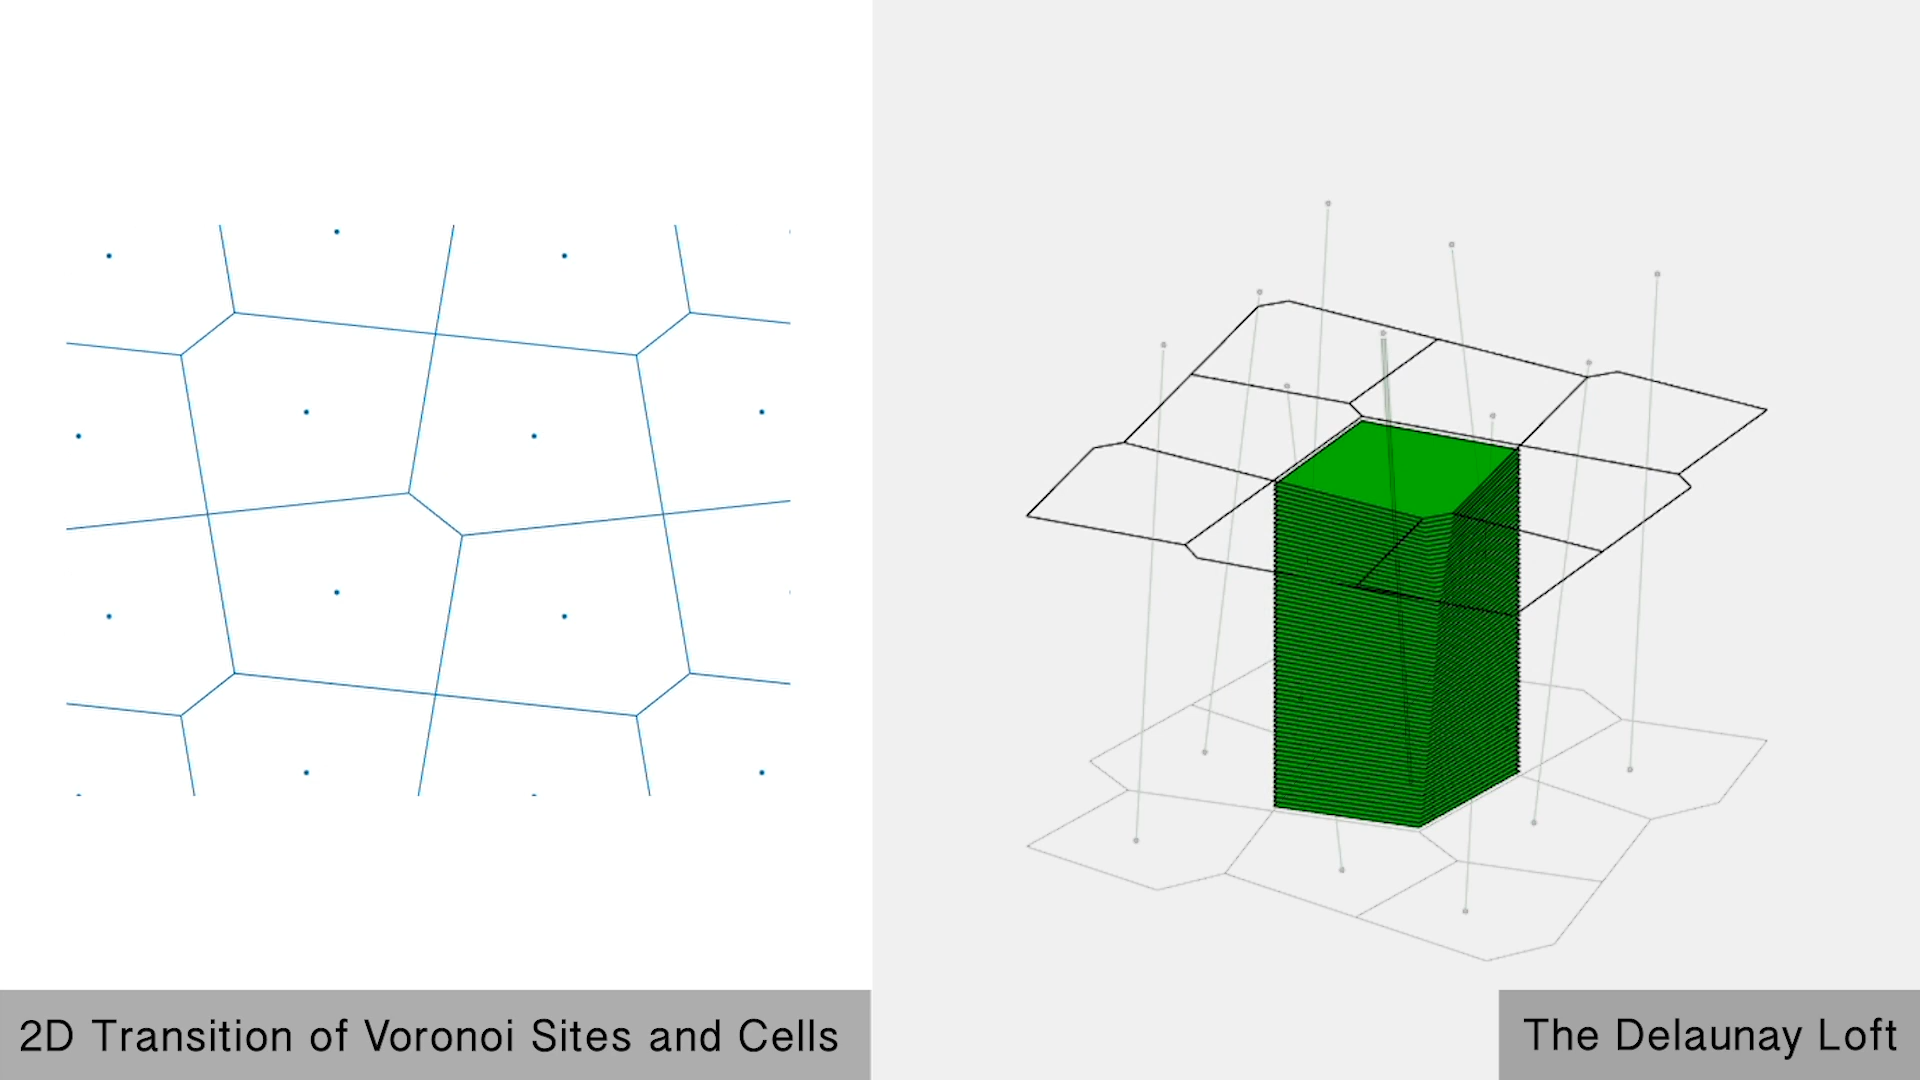 2D Transition of Voronoi Sites and Cells
The Delaunay Loft